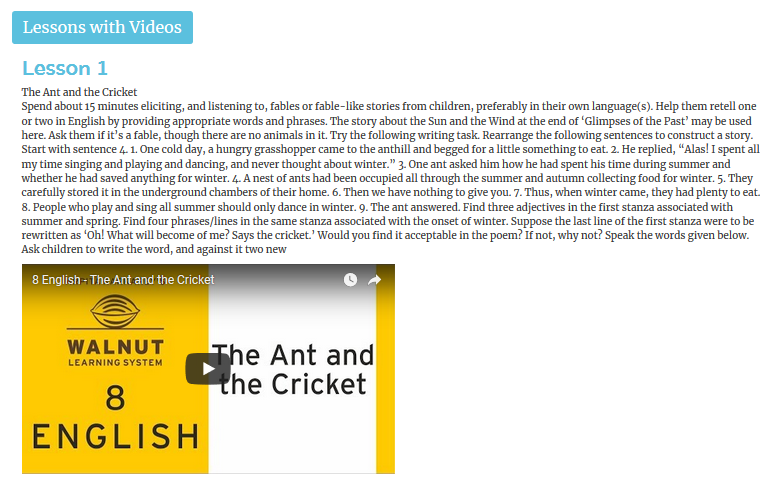 Lessons with Videos
Lesson 1
The Ant and the Cricket
Spend about 15 minutes eliciting, and listening to, fables or fable-like stories from children, preferably in their own language(s). Help them retell one
or two in English by providing appropriate words and phrases. The story about the Sun and the Wind at the end of ‘Glimpses of the Past’ may be used
here. Ask them if it’s a fable, though there are no animals in it. Try the following writing task. Rearrange the following sentences to construct a story.
Start with sentence 4. 1. One cold day, a hungry grasshopper came to the anthill and begged for a little something to eat. 2. He replied, “Alas! I spent all
my time singing and playing and dancing, and never thought about winter.” 3. One ant asked him how he had spent his time during summer and
whether he had saved anything for winter. 4. A nest of ants had been occupied all through the summer and autumn collecting food for winter. 5. They
carefully stored it in the underground chambers of their home. 6. Then we have nothing to give you. 7. Thus, when winter came, they had plenty to eat.
8. People who play and sing all summer should only dance in winter. 9. The ant answered. Find three adjectives in the first stanza associated with
summer and spring. Find four phrases/lines in the same stanza associated with the onset of winter. Suppose the last line of the first stanza were to be
rewritten as ‘Oh! What will become of me? Says the cricket.’ Would you find it acceptable in the poem? If not, why not? Speak the words given below.
Ask children to write the word, and against it two new
8 English - The Ant and the Cricket
WALNUT
LEARNING SYSTEM
8
ENGLISH
The Ant and
the Cricket